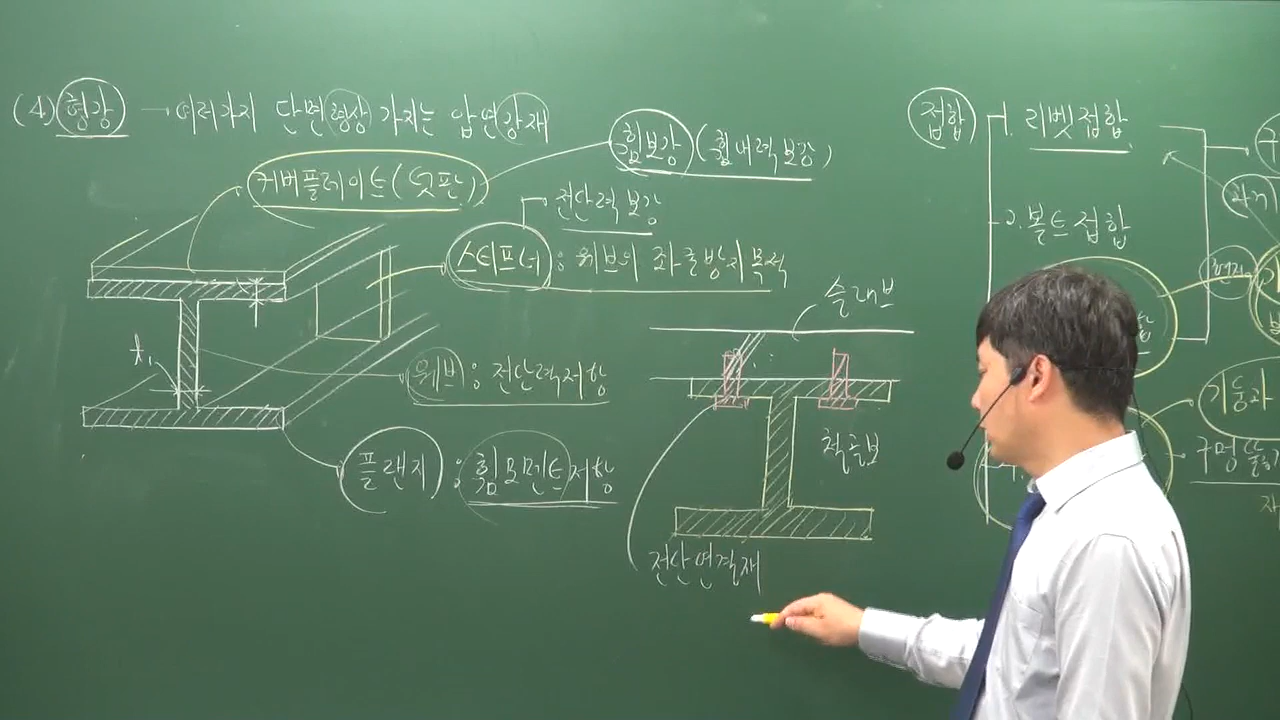 (4) 형강 → 여러가지 단면형상 가지는 압연강재
커버플레이트(덧판)
휨보강 (휨내력보강)
전단력 보강
스티프너 : 웨브의 좌굴방지목적
t₁
웨브 : 전단력저항
플랜지 : 휨모멘트저항
슬래브
철골보
전단연결재
접합
1. 리벳접합
2. 볼트접합
기둥과
구멍뚫